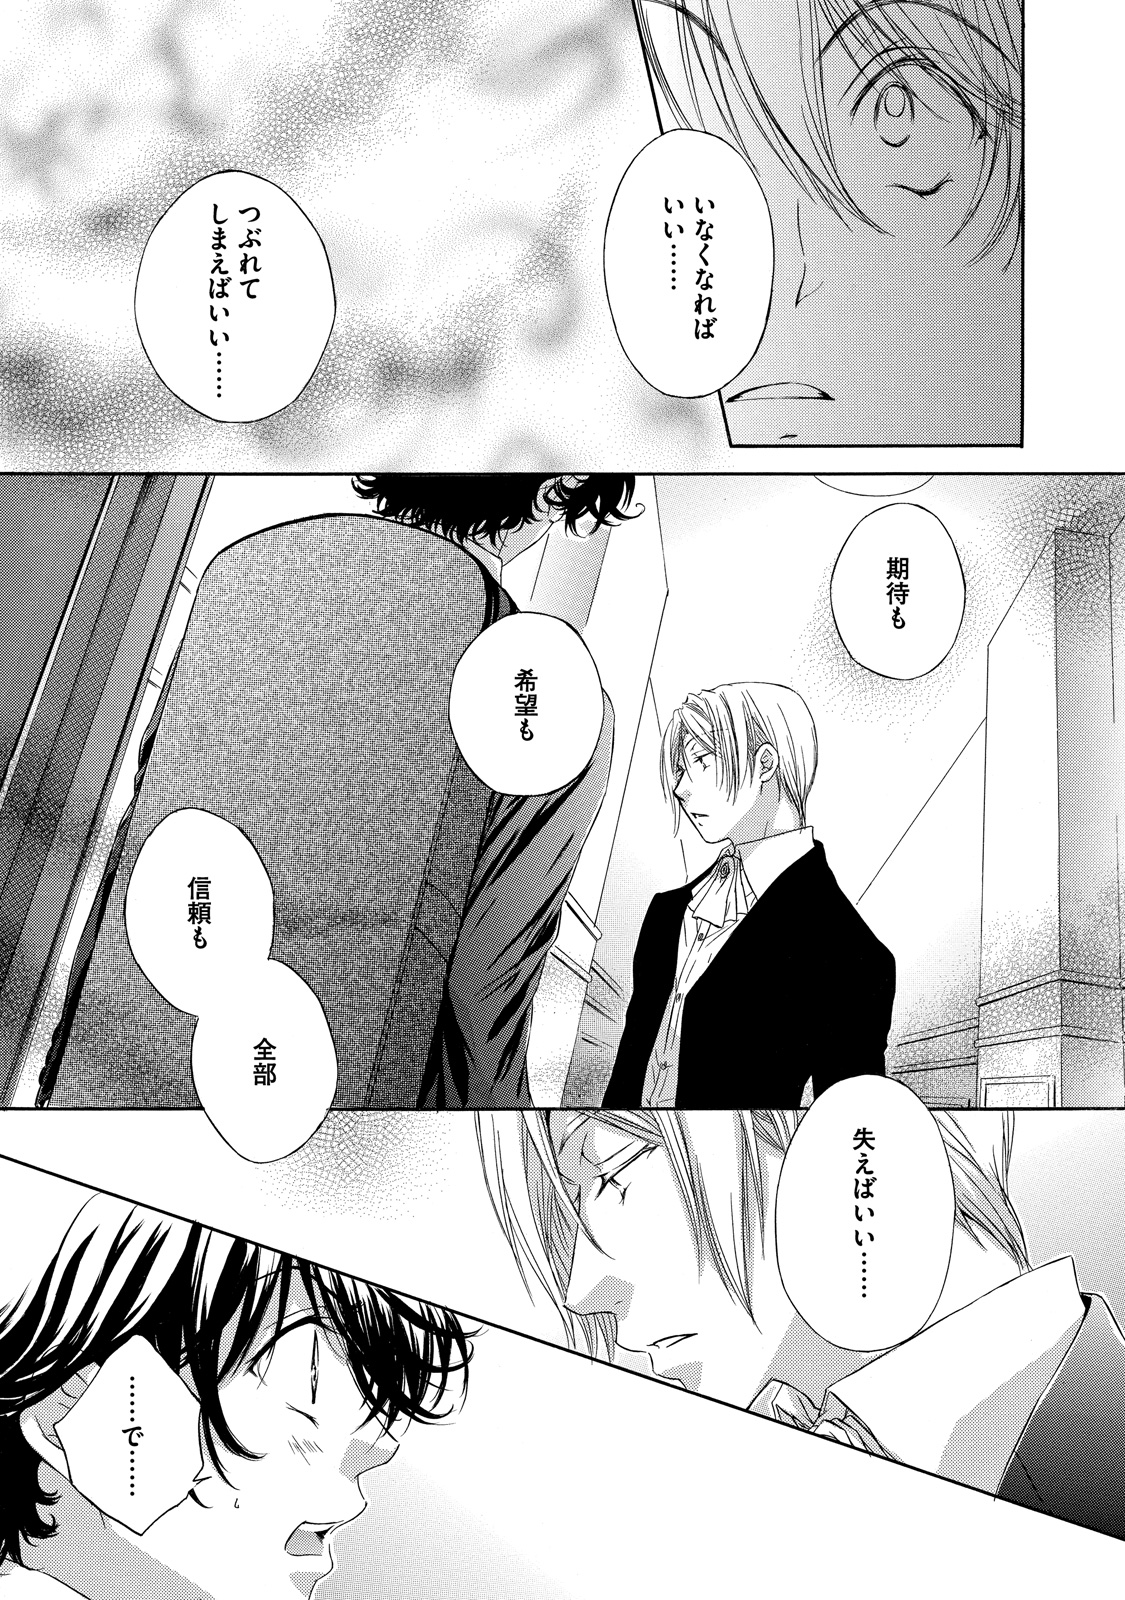 いなくなれば
いい……
つぶれて
しまえばいい……
期待も
希望も
信頼も
全部
失えばいい……
……で……